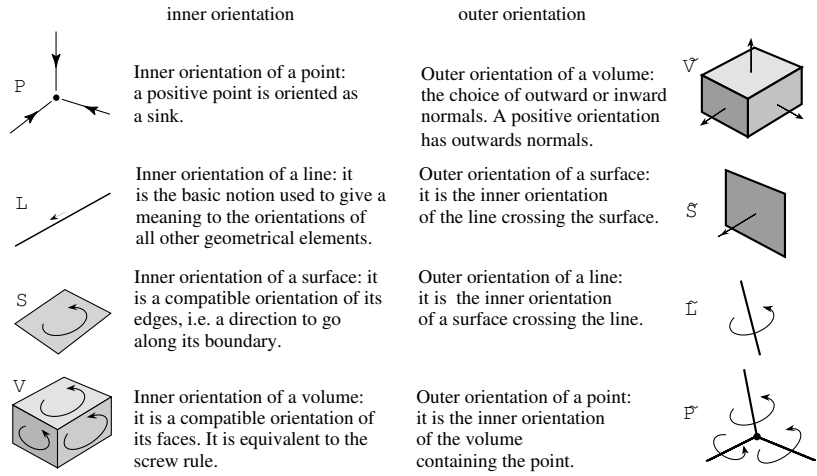 inner orientation
outer orientation
P
Inner orientation of a point:
a positive point is oriented as
a sink.
Outer orientation of a volume:
the choice of outward or inward
normals. A positive orientation
has outwards normals.
Ṽ
L
Inner orientation of a line: it
is the basic notion used to give a
meaning to the orientations of
all other geometrical elements.
Outer orientation of a surface:
it is the inner orientation
of the line crossing the surface.
S̃
S
Inner orientation of a surface: it
is a compatible orientation of its
edges, i.e. a direction to go
along its boundary.
Outer orientation of a line:
it is the inner orientation
of a surface crossing the line.
L̃
V
Inner orientation of a volume:
it is a compatible orientation of
its faces. It is equivalent to the
screw rule.
Outer orientation of a point:
it is the inner orientation
of the volume
containing the point.
P̃